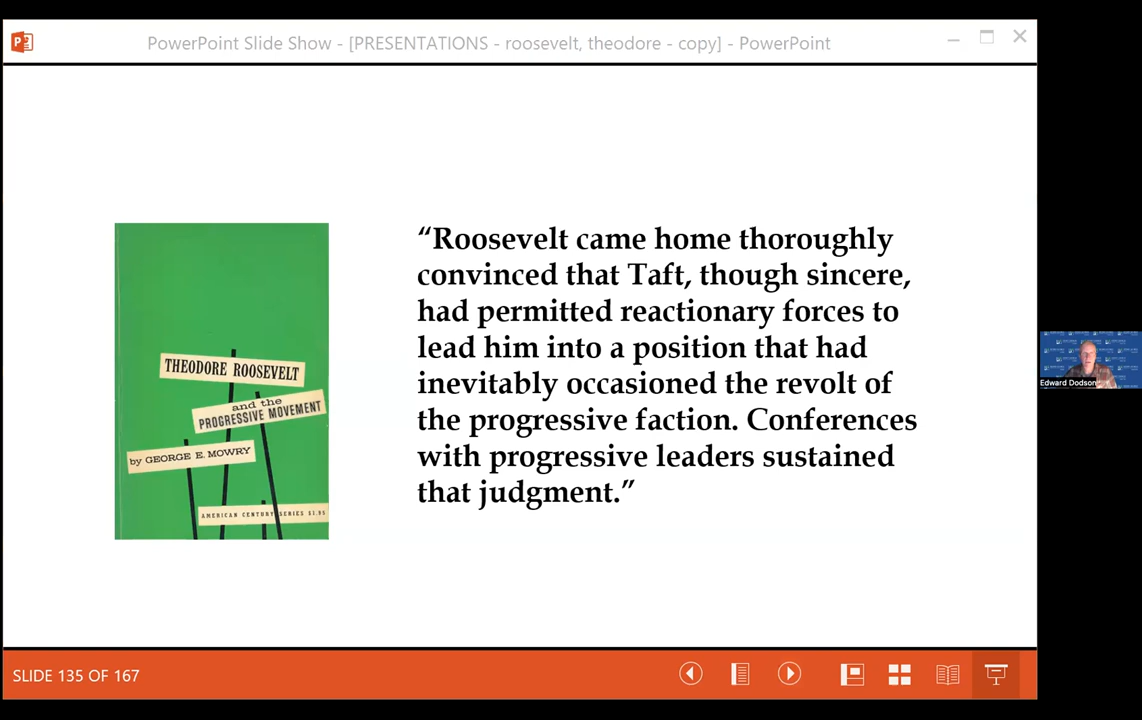 PowerPoint Slide Show - [PRESENTATIONS - roosevelt, theodore - copy] - PowerPoint
THEODORE ROOSEVELT
and the
PROGRESSIVE MOVEMENT
by GEORGE E. MOWRY
AMERICAN CENTURY SERIES $1.95
“Roosevelt came home thoroughly
convinced that Taft, though sincere,
had permitted reactionary forces to
lead him into a position that had
inevitably occasioned the revolt of
the progressive faction. Conferences
with progressive leaders sustained
that judgment.”
Edward Dodson
SLIDE 135 OF 167